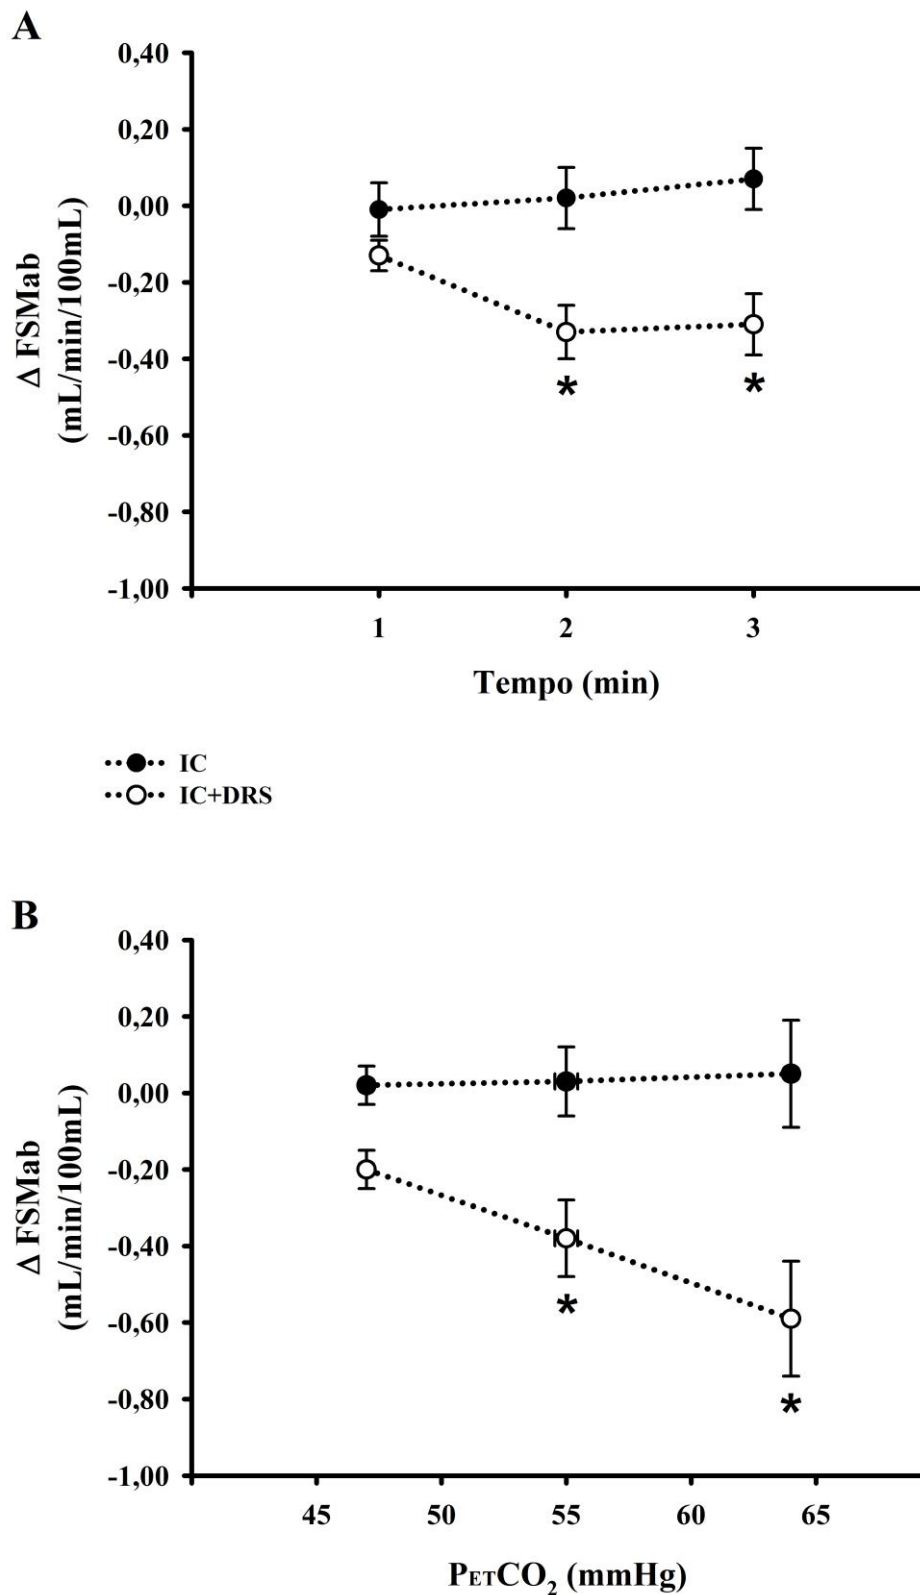 A
0,40
0,20
0,00
-0,20
-0,40
-0,60
-0,80
-1,00
Δ FSMab
(mL/min/100mL)
* *
1 2 3
Tempo (min)
IC
IC+DRS
B
0,40
0,20
0,00
-0,20
-0,40
-0,60
-0,80
-1,00
Δ FSMab
(mL/min/100mL)
*
*
45 50 55 60 65
PETCO₂ (mmHg)